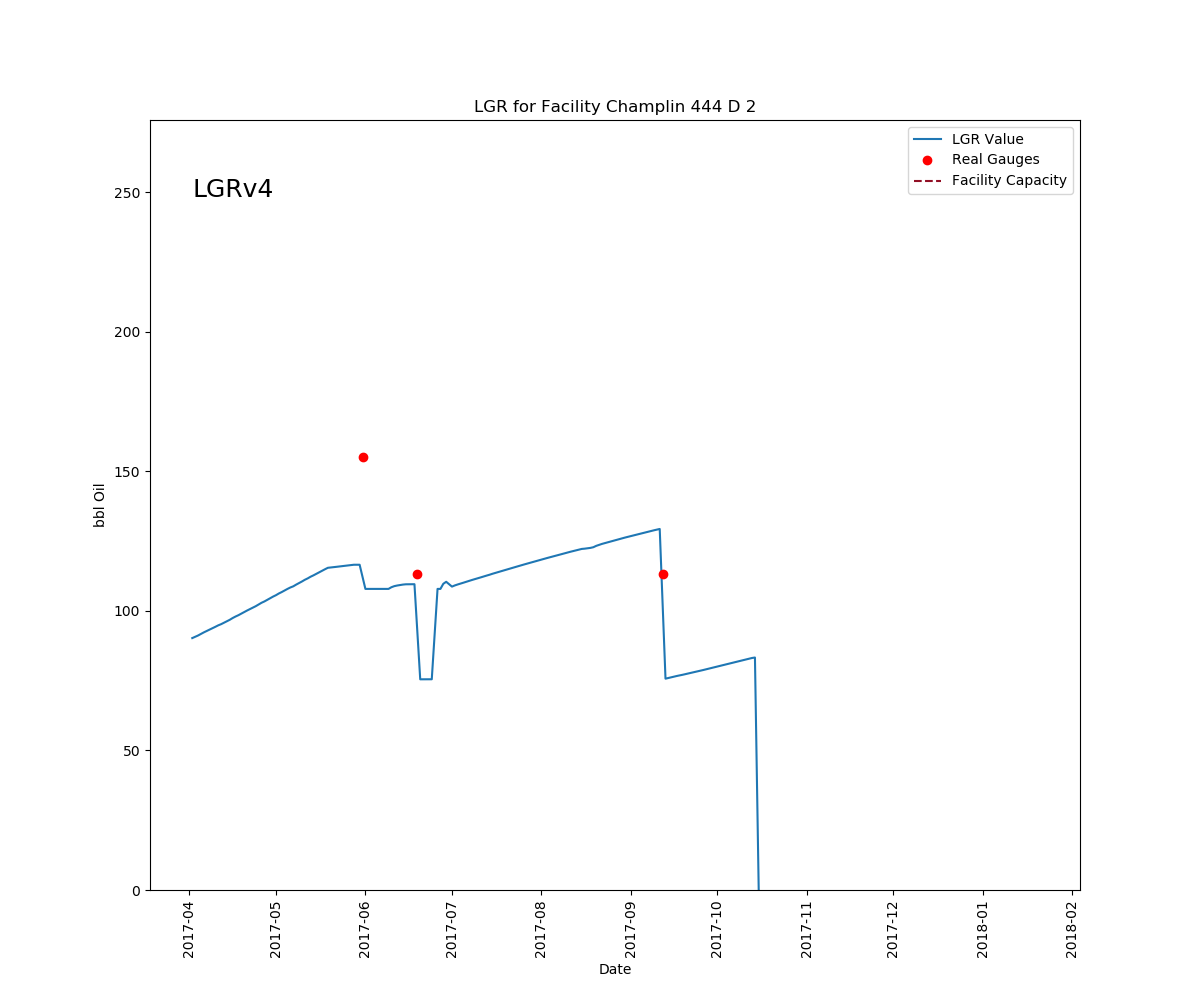 LGR for Facility Champlin 444 D 2
LGR Value
Real Gauges
Facility Capacity
LGRv4
250
200
150
100
50
0
bbl Oil
2017-04
2017-05
2017-06
2017-07
2017-08
2017-09
2017-10
2017-11
2017-12
2018-01
2018-02
Date